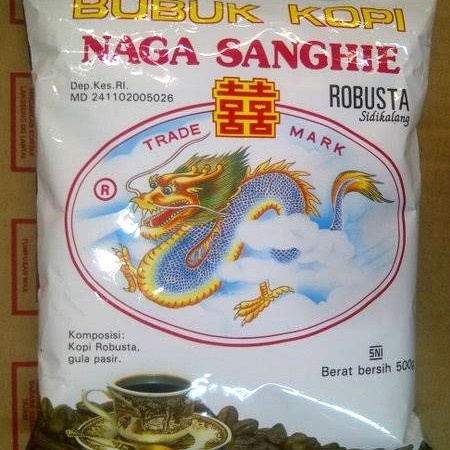 BUBUK KOPI
NAGA SANGHIE
Dep.Kes.RI.
MD 241102005026
ROBUSTA
Sidikalang
囍
TRADE MARK
®
Komposisi:
Kopi Robusta,
gula pasir.
SNI
Berat bersih 500g